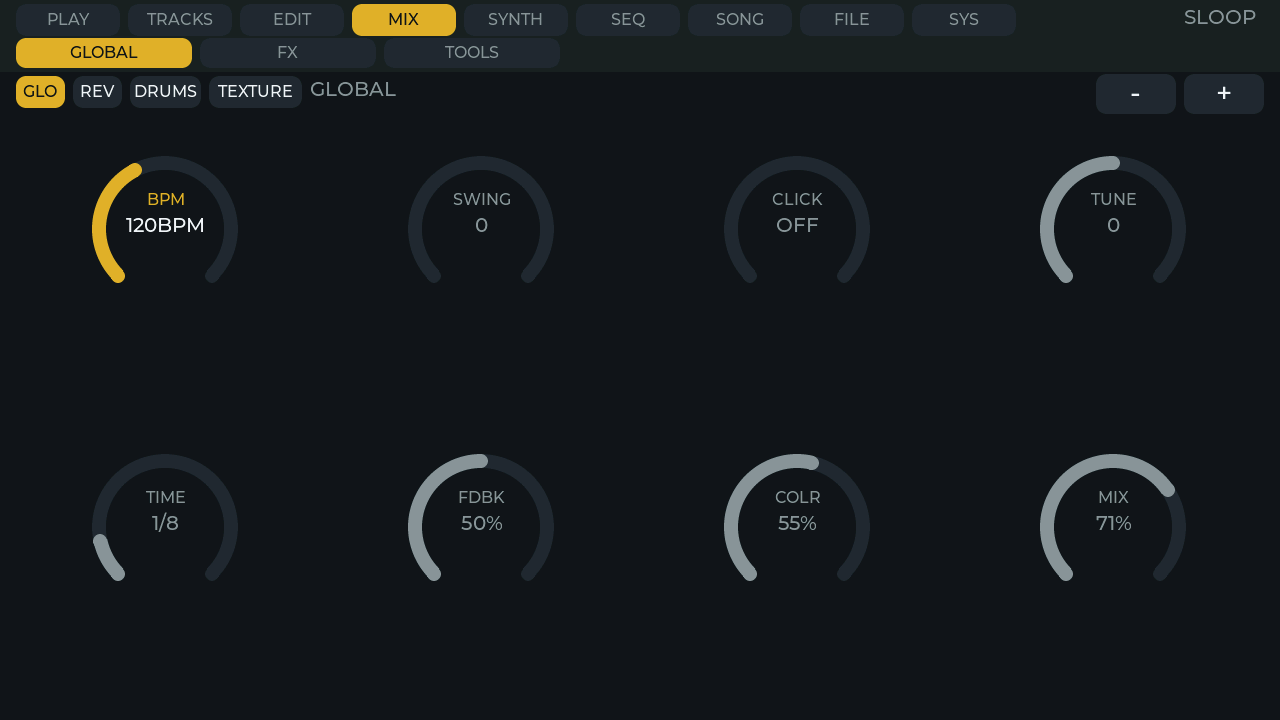 PLAY TRACKS EDIT MIX SYNTH SEQ SONG FILE SYS SLOOP
GLOBAL FX TOOLS
GLO REV DRUMS TEXTURE GLOBAL - +
BPM SWING CLICK TUNE
120BPM 0 OFF 0
TIME FDBK COLR MIX
1/8 50% 55% 71%